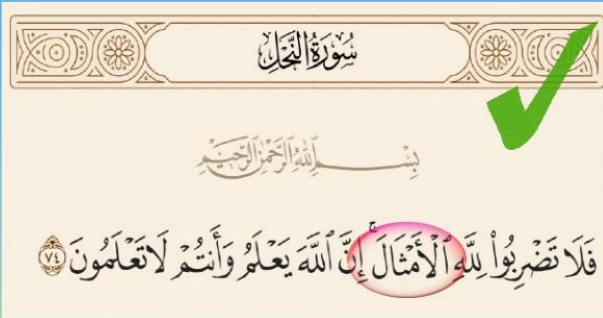 سُورَةُ النَّحْلِ
بِسْمِ ٱللَّهِ ٱلرَّحْمَٰنِ ٱلرَّحِيمِ
فَلَا تَضْرِبُواْ لِلَّهِ ٱلْأَمْثَالَۚ إِنَّ ٱللَّهَ يَعْلَمُ وَأَنتُمْ لَا تَعْلَمُونَ ٧٤